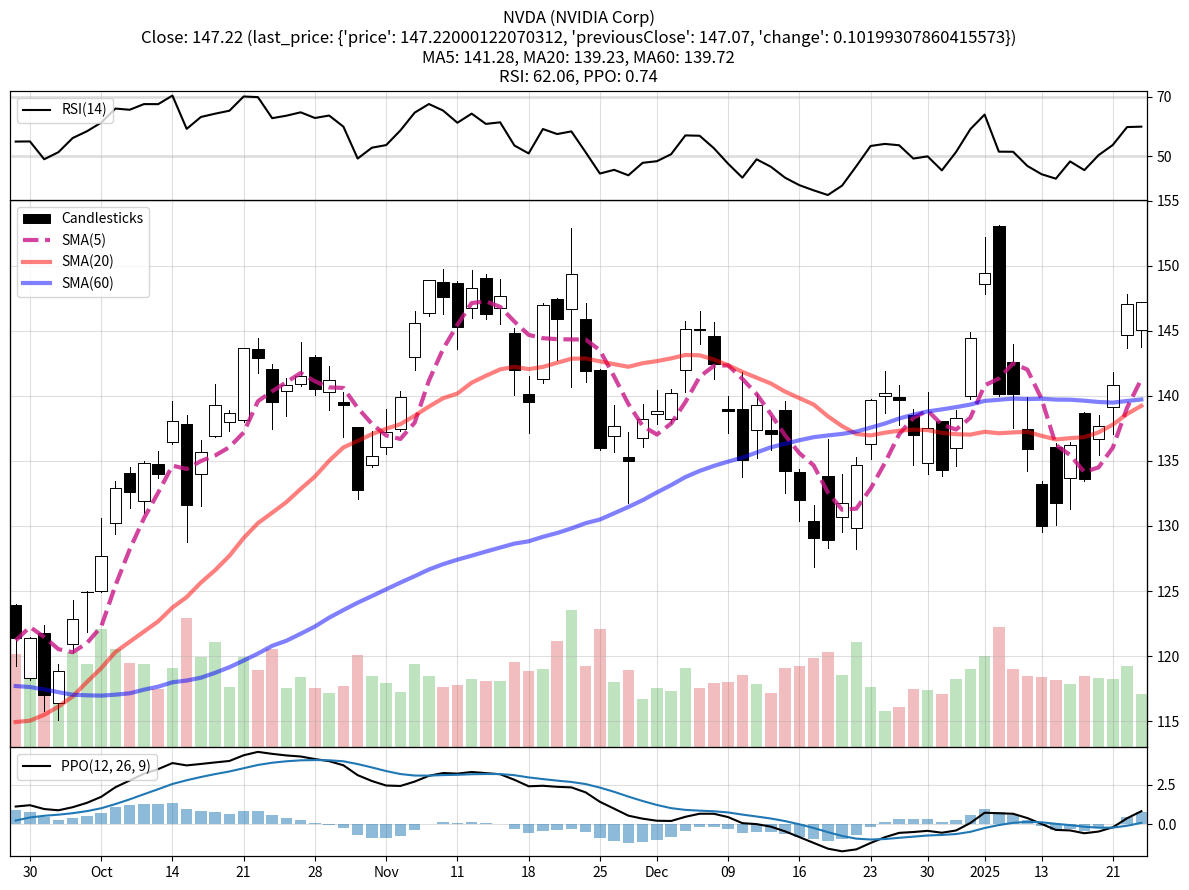 NVDA (NVIDIA Corp)
Close: 147.22 (last_price: {'price': 147.22000122070312, 'previousClose': 147.07, 'change': 0.10199307860415573})
MA5: 141.28, MA20: 139.23, MA60: 139.72
RSI: 62.06, PPO: 0.74
RSI(14)
70
50
Candlesticks
SMA(5)
SMA(20)
SMA(60)
155
150
145
140
135
130
125
120
115
PPO(12, 26, 9)
2.5
0.0
30 Oct 14 21 28 Nov 11 18 25 Dec 09 16 23 30 2025 13 21